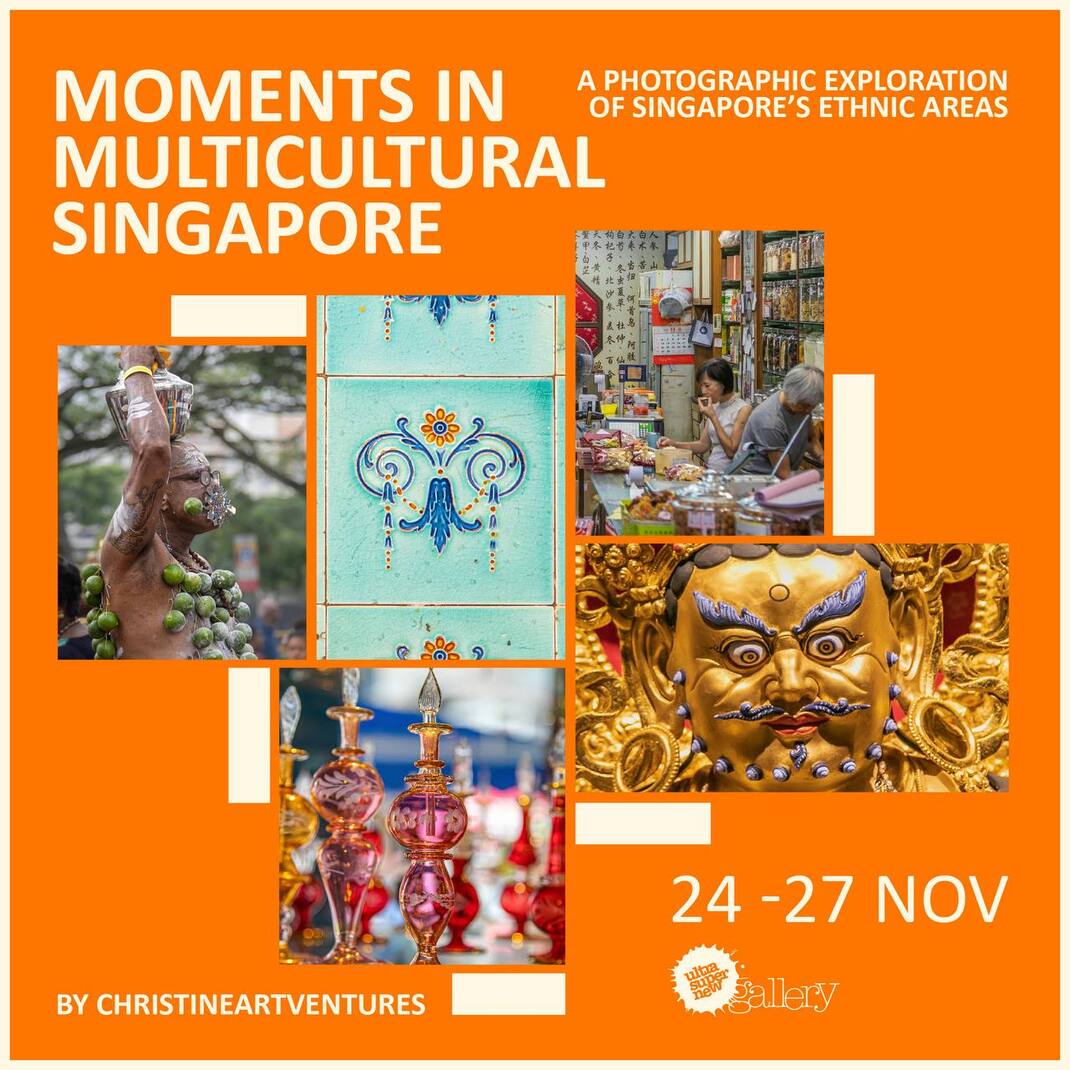 MOMENTS IN
MULTICULTURAL
SINGAPORE
A PHOTOGRAPHIC EXPLORATION
OF SINGAPORE'S ETHNIC AREAS
24 -27 NOV
ultra
super
new
gallery
BY CHRISTINEARTVENTURES